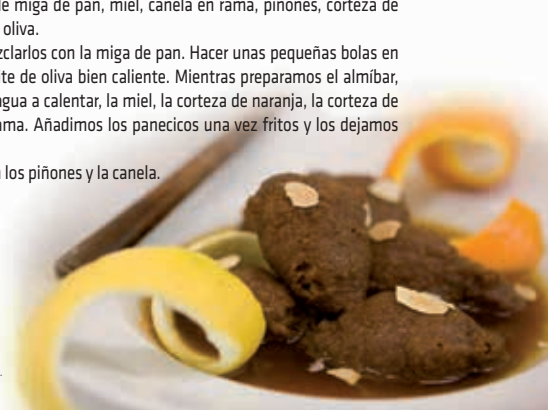 de miga de pan, miel, canela en rama, piñones, corteza de
oliva.
zclarlos con la miga de pan. Hacer unas pequeñas bolas en
ite de oliva bien caliente. Mientras preparamos el almíbar,
gua a calentar, la miel, la corteza de naranja, la corteza de
ama. Añadimos los panecicos una vez fritos y los dejamos
los piñones y la canela.